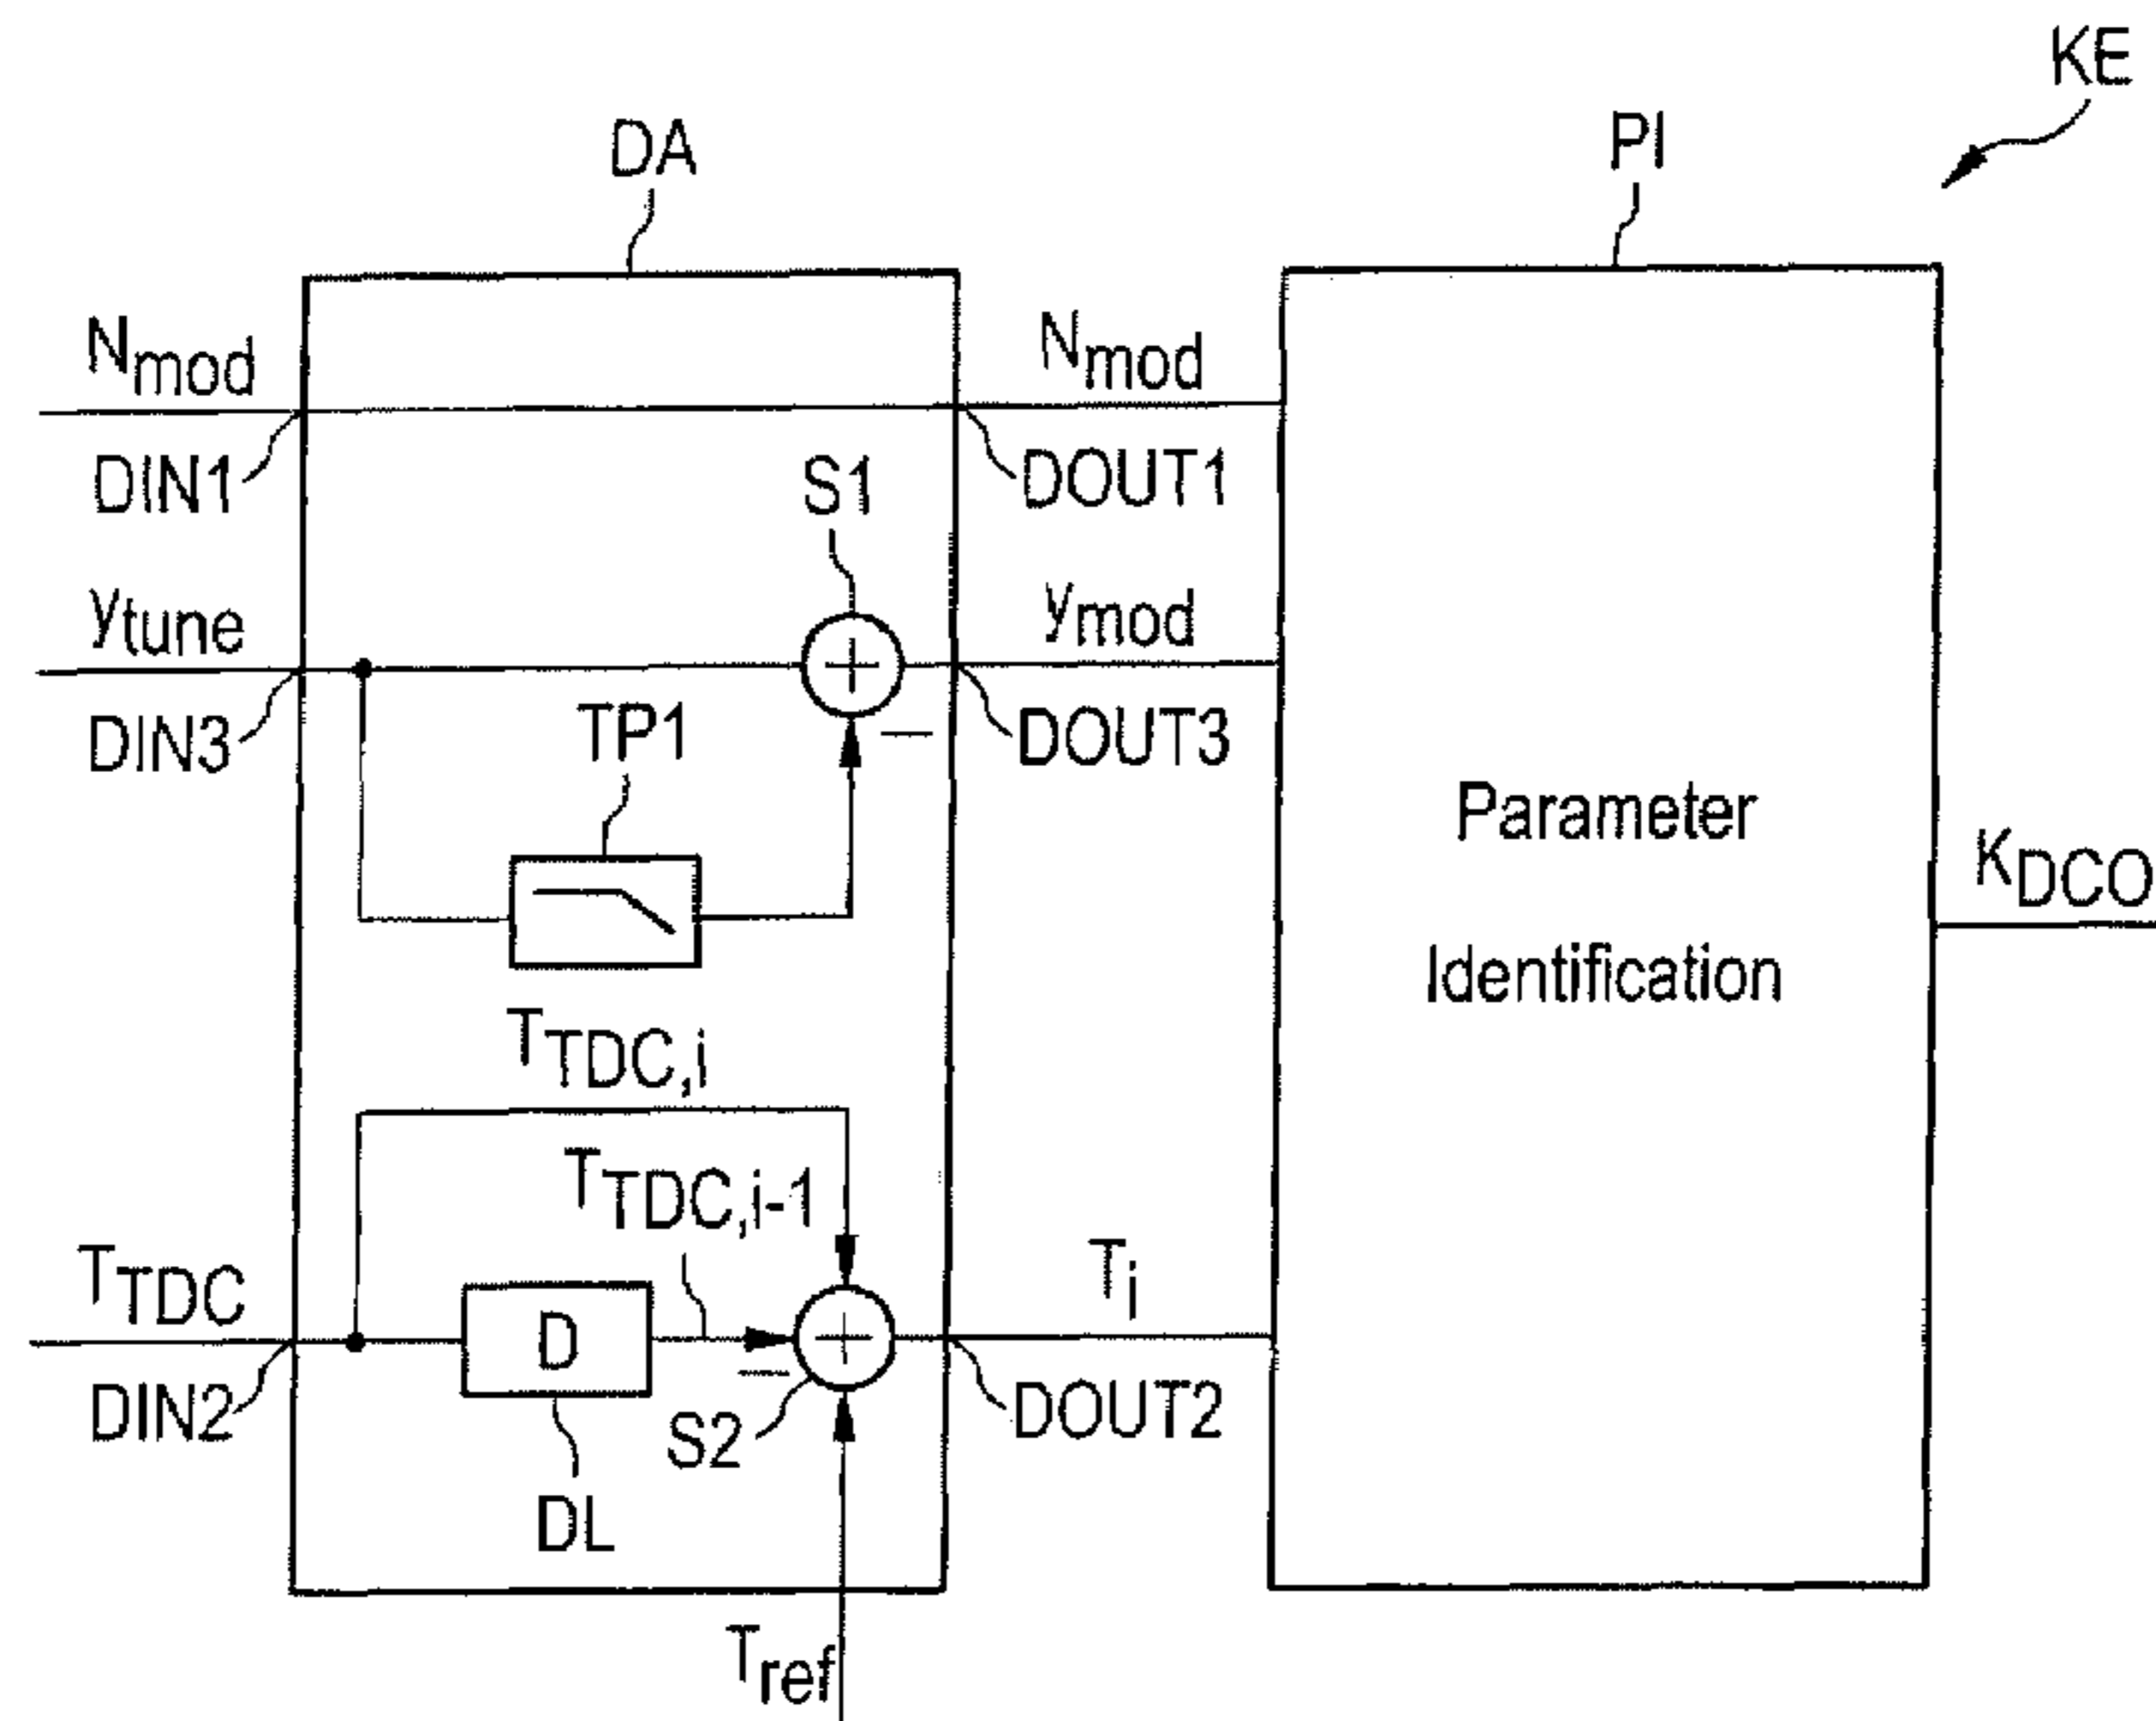 KE
DA
PI
Nmod
Nmod
DIN1
DOUT1
S1
ytune
ymod
DIN3
DOUT3
TP1
Parameter
Identification
KDCO
TTDC,i
TTDC,i-1
TTDC
Ti
D
DIN2
S2
DOUT2
DL
Tref